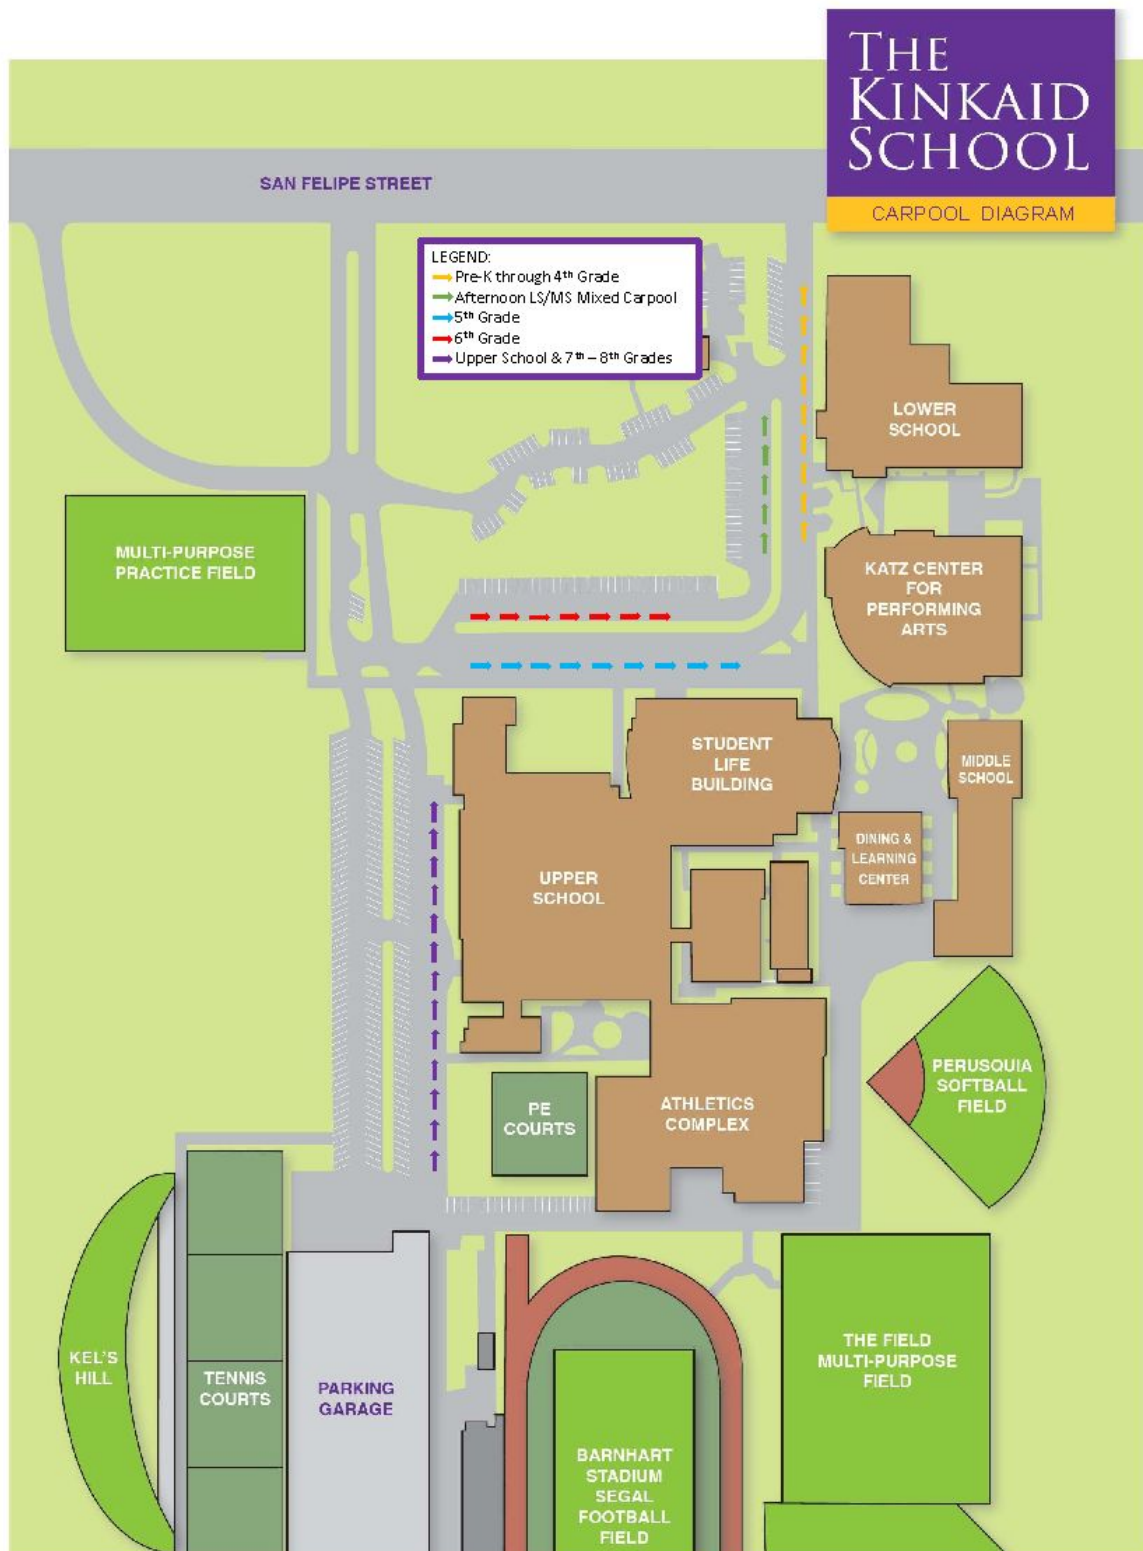 THE
KINKAID
SCHOOL
CARPOOL DIAGRAM
SAN FELIPE STREET
LEGEND:
Pre-K through 4th Grade
Afternoon LS/MS Mixed Carpool
5th Grade
6th Grade
Upper School & 7th – 8th Grades
LOWER
SCHOOL
MULTI-PURPOSE
PRACTICE FIELD
KATZ CENTER
FOR
PERFORMING
ARTS
STUDENT
LIFE
BUILDING
MIDDLE
SCHOOL
DINING &
LEARNING
CENTER
UPPER
SCHOOL
PERUSQUIA
SOFTBALL
FIELD
PE
COURTS
ATHLETICS
COMPLEX
KEL'S
HILL
TENNIS
COURTS
PARKING
GARAGE
THE FIELD
MULTI-PURPOSE
FIELD
BARNHART
STADIUM
SEGAL
FOOTBALL
FIELD